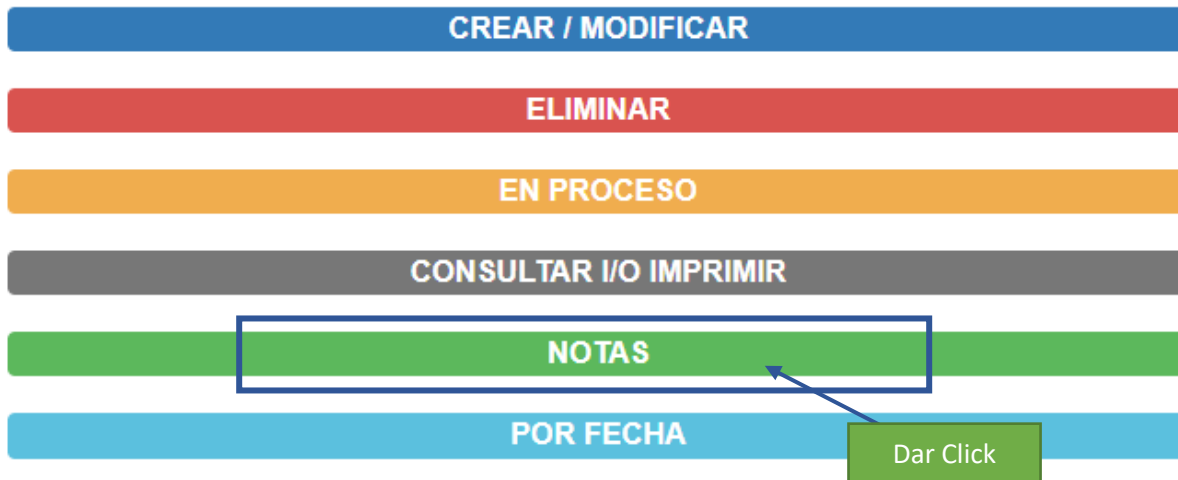 CREAR / MODIFICAR
ELIMINAR
EN PROCESO
CONSULTAR I/O IMPRIMIR
NOTAS
POR FECHA
Dar Click